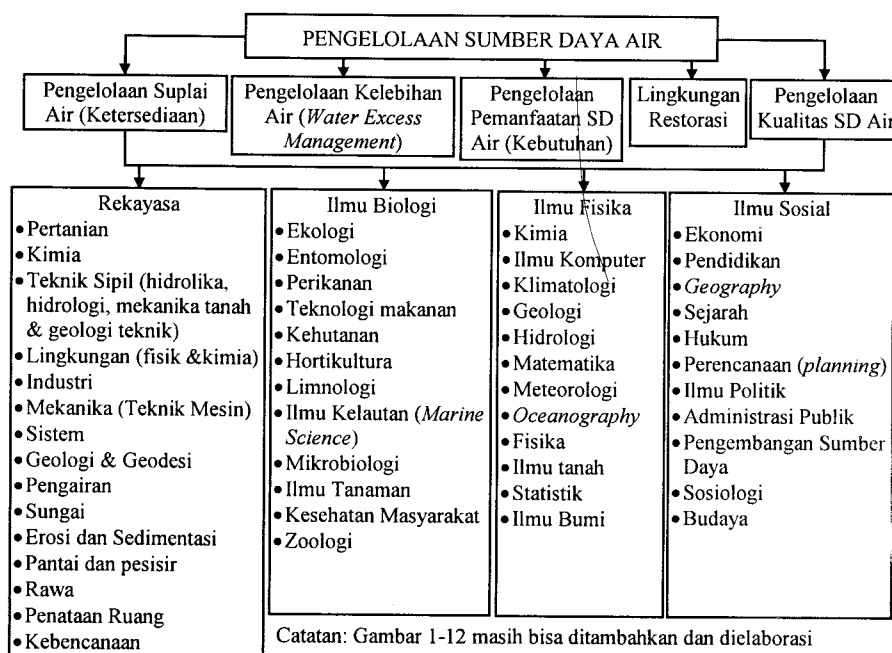 PENGELOLAAN SUMBER DAYA AIR
Pengelolaan Suplai
Air (Ketersediaan)
Pengelolaan Kelebihan
Air (Water Excess
Management)
Pengelolaan
Pemanfaatan SD
Air (Kebutuhan)
Lingkungan
Restorasi
Pengelolaan
Kualitas SD Air
Rekayasa
• Pertanian
• Kimia
• Teknik Sipil (hidrolika,
hidrologi, mekanika tanah
& geologi teknik)
• Lingkungan (fisik &kimia)
• Industri
• Mekanika (Teknik Mesin)
• Sistem
• Geologi & Geodesi
• Pengairan
• Sungai
• Erosi dan Sedimentasi
• Pantai dan pesisir
• Rawa
• Penataan Ruang
• Kebencanaan
Ilmu Biologi
• Ekologi
• Entomologi
• Perikanan
• Teknologi makanan
• Kehutanan
• Hortikultura
• Limnologi
• Ilmu Kelautan (Marine
Science)
• Mikrobiologi
• Ilmu Tanaman
• Kesehatan Masyarakat
• Zoologi
Ilmu Fisika
• Kimia
• Ilmu Komputer
• Klimatologi
• Geologi
• Hidrologi
• Matematika
• Meteorologi
• Oceanography
• Fisika
• Ilmu tanah
• Statistik
• Ilmu Bumi
Ilmu Sosial
• Ekonomi
• Pendidikan
• Geography
• Sejarah
• Hukum
• Perencanaan (planning)
• Ilmu Politik
• Administrasi Publik
• Pengembangan Sumber
Daya
• Sosiologi
• Budaya
Catatan: Gambar 1-12 masih bisa ditambahkan dan dielaborasi